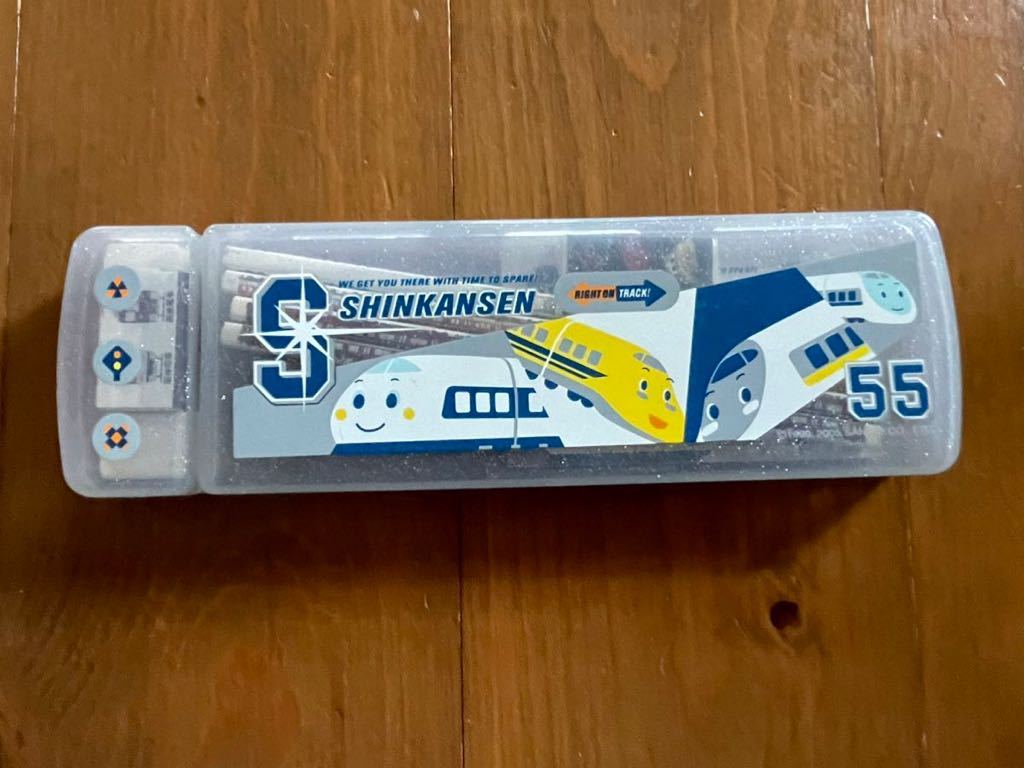 S
WE GET YOU THERE WITH TIME TO SPARE!
SHINKANSEN
RIGHT ON TRACK!
55